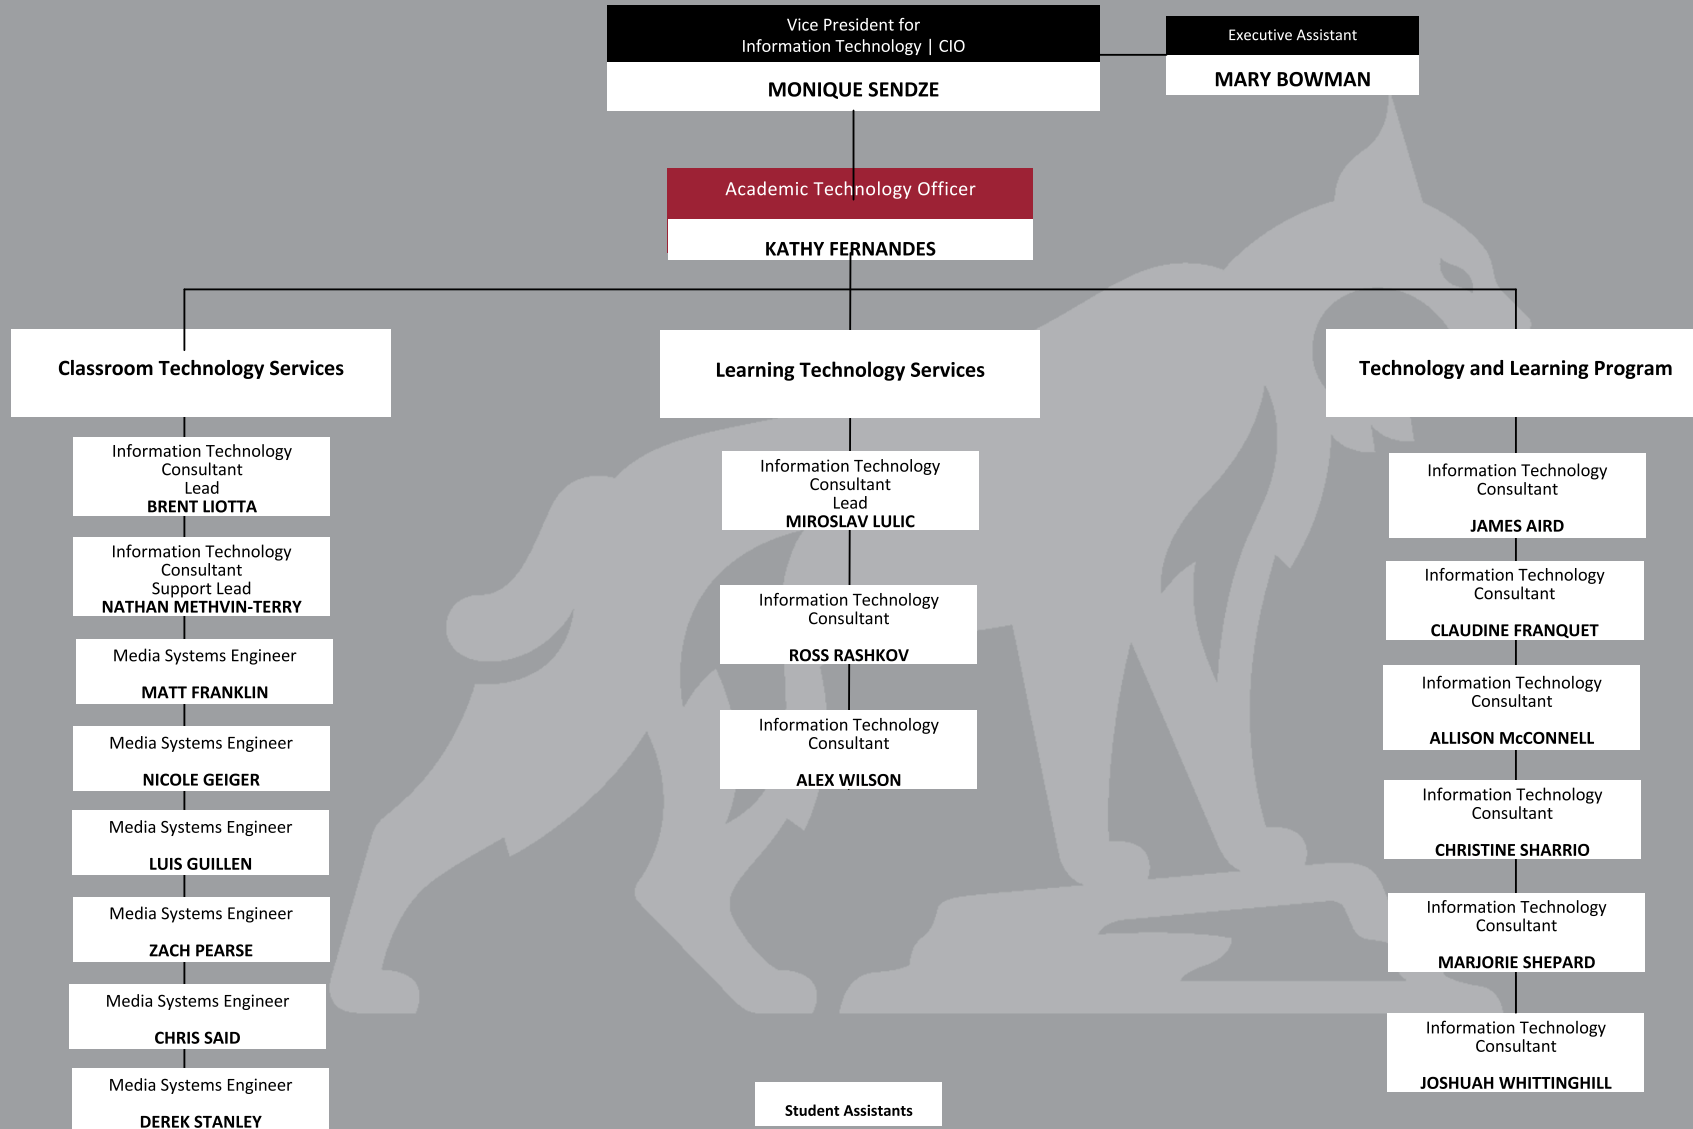 Vice President for
Information Technology | CIO
MONIQUE SENDZE
Executive Assistant
MARY BOWMAN
Academic Technology Officer
KATHY FERNANDES
Classroom Technology Services
Information Technology
Consultant
Lead
BRENT LIOTTA
Information Technology
Consultant
Support Lead
NATHAN METHVIN-TERRY
Media Systems Engineer
MATT FRANKLIN
Media Systems Engineer
NICOLE GEIGER
Media Systems Engineer
LUIS GUILLEN
Media Systems Engineer
ZACH PEARSE
Media Systems Engineer
CHRIS SAID
Media Systems Engineer
DEREK STANLEY
Learning Technology Services
Information Technology
Consultant
Lead
MIROSLAV LULIC
Information Technology
Consultant
ROSS RASHKOV
Information Technology
Consultant
ALEX WILSON
Student Assistants
Technology and Learning Program
Information Technology
Consultant
JAMES AIRD
Information Technology
Consultant
CLAUDINE FRANQUET
Information Technology
Consultant
ALLISON McCONNELL
Information Technology
Consultant
CHRISTINE SHARRIO
Information Technology
Consultant
MARJORIE SHEPARD
Information Technology
Consultant
JOSHUAH WHITTINGHILL